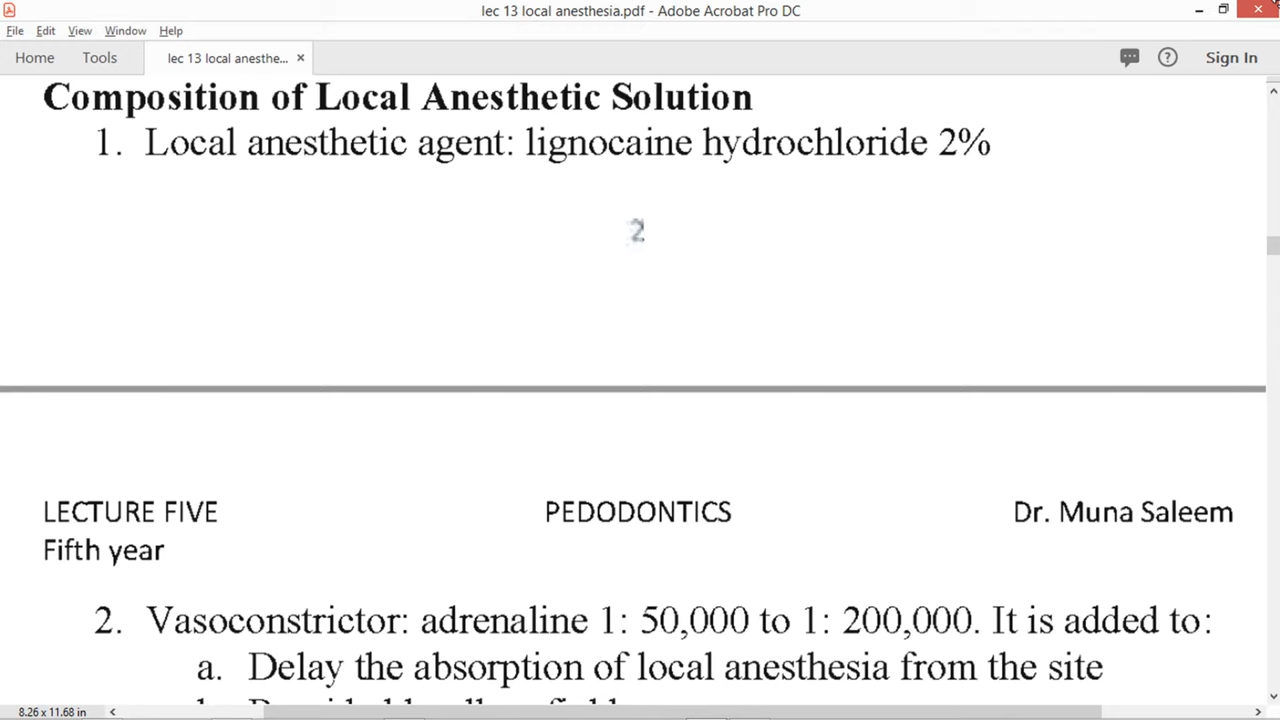 lec 13 local anesthesia.pdf - Adobe Acrobat Pro DC
File Edit View Window Help
Home Tools lec 13 local anesthe... × Sign In
Composition of Local Anesthetic Solution
1. Local anesthetic agent: lignocaine hydrochloride 2%
2
LECTURE FIVE PEDODONTICS Dr. Muna Saleem
Fifth year
2. Vasoconstrictor: adrenaline 1: 50,000 to 1: 200,000. It is added to:
a. Delay the absorption of local anesthesia from the site
8.26 x 11.68 in